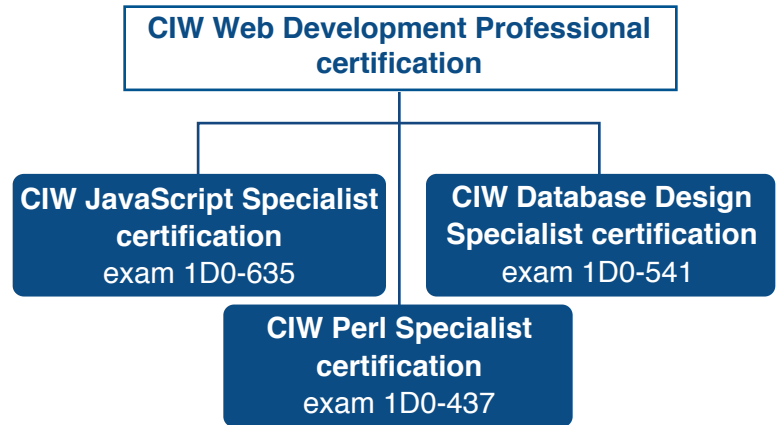 CIW Web Development Professional
certification
CIW JavaScript Specialist
certification
exam 1D0-635
CIW Database Design
Specialist certification
exam 1D0-541
CIW Perl Specialist
certification
exam 1D0-437